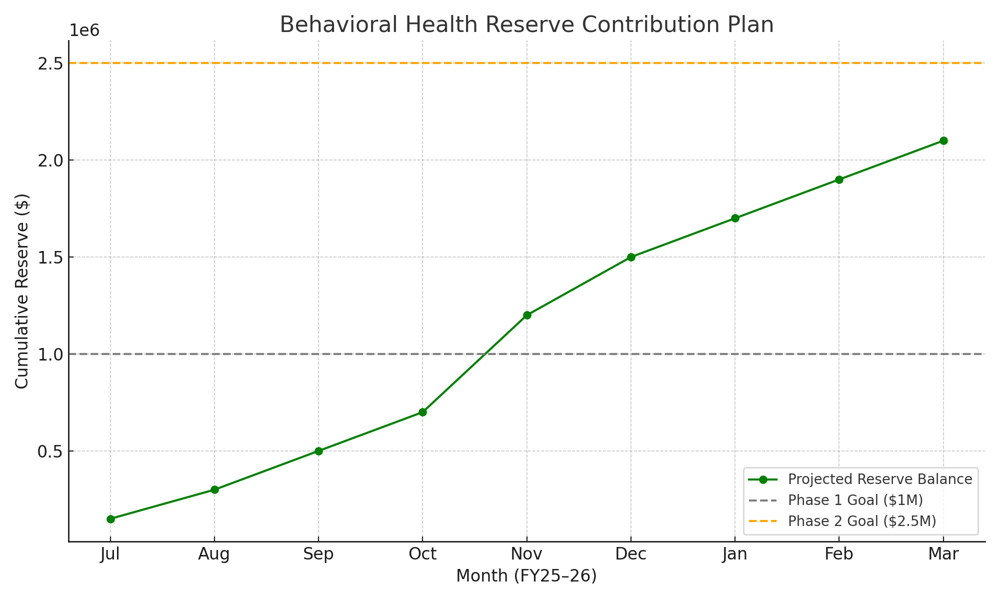 Behavioral Health Reserve Contribution Plan
1e6
2.5
2.0
1.5
1.0
0.5
Cumulative Reserve ($)
Projected Reserve Balance
Phase 1 Goal ($1M)
Phase 2 Goal ($2.5M)
Jul Aug Sep Oct Nov Dec Jan Feb Mar
Month (FY25–26)